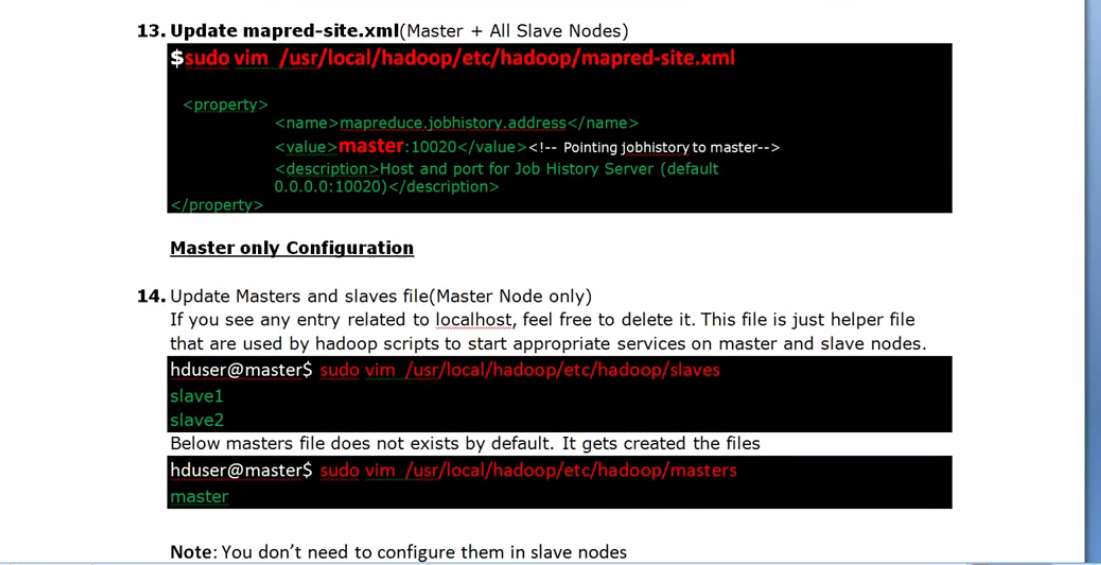 13. Update mapred-site.xml(Master + All Slave Nodes)
$sudo vim /usr/local/hadoop/etc/hadoop/mapred-site.xml
<property>
<name>mapreduce.jobhistory.address</name>
<value>master:10020</value><!-- Pointing jobhistory to master-->
<description>Host and port for Job History Server (default
0.0.0.0:10020)</description>
</property>
Master only Configuration
14. Update Masters and slaves file(Master Node only)
If you see any entry related to localhost, feel free to delete it. This file is just helper file
that are used by hadoop scripts to start appropriate services on master and slave nodes.
hduser@master$ sudo vim /usr/local/hadoop/etc/hadoop/slaves
slave1
slave2
Below masters file does not exists by default. It gets created the files
hduser@master$ sudo vim /usr/local/hadoop/etc/hadoop/masters
master
Note: You don’t need to configure them in slave nodes